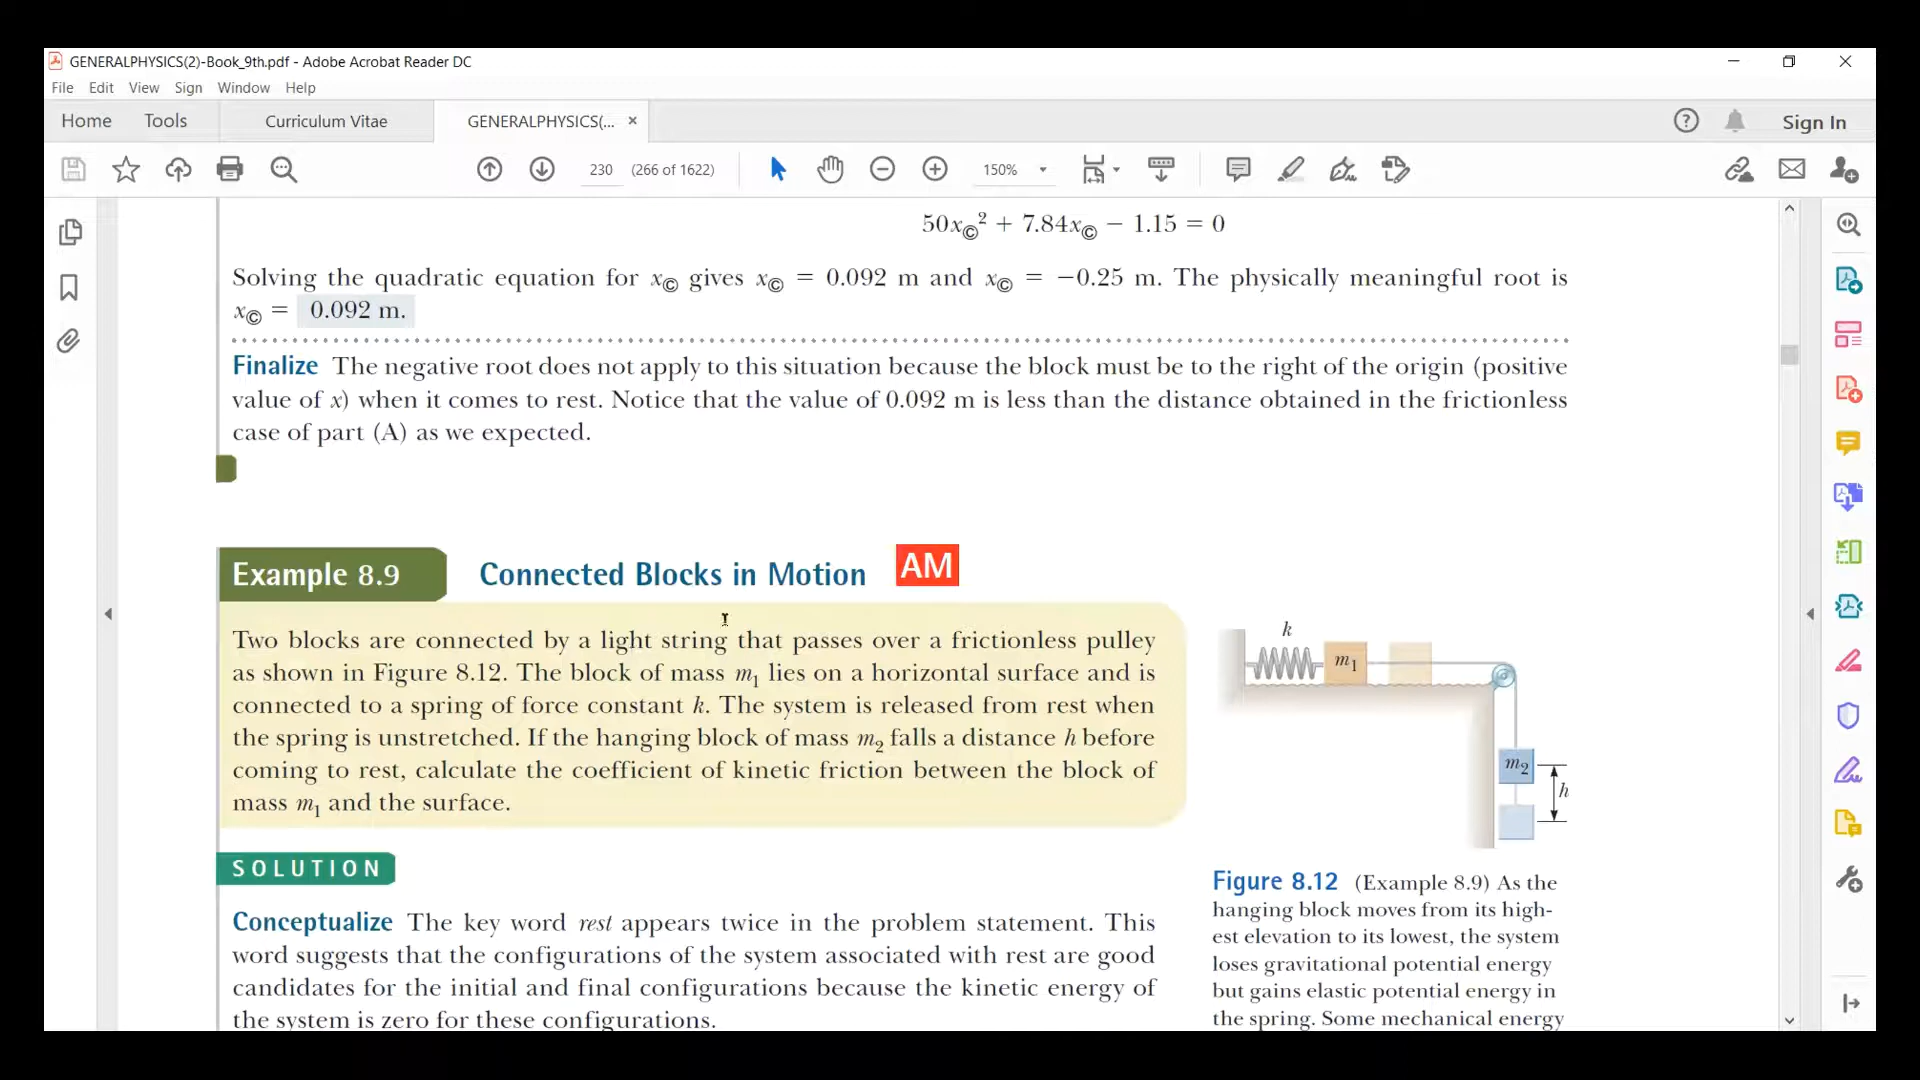 GENERALPHYSICS(2)-Book_9th.pdf - Adobe Acrobat Reader DC
File Edit View Sign Window Help
Home Tools Curriculum Vitae GENERALPHYSICS(... × Sign In
230 (266 of 1622) 150%
50x©² + 7.84x© − 1.15 = 0
Solving the quadratic equation for x© gives x© = 0.092 m and x© = −0.25 m. The physically meaningful root is
x© = 0.092 m.
Finalize The negative root does not apply to this situation because the block must be to the right of the origin (positive
value of x) when it comes to rest. Notice that the value of 0.092 m is less than the distance obtained in the frictionless
case of part (A) as we expected.
Example 8.9 Connected Blocks in Motion AM
Two blocks are connected by a light string that passes over a frictionless pulley
as shown in Figure 8.12. The block of mass m₁ lies on a horizontal surface and is
connected to a spring of force constant k. The system is released from rest when
the spring is unstretched. If the hanging block of mass m₂ falls a distance h before
coming to rest, calculate the coefficient of kinetic friction between the block of
mass m₁ and the surface.
k
m₁
m₂
h
SOLUTION
Conceptualize The key word rest appears twice in the problem statement. This
word suggests that the configurations of the system associated with rest are good
candidates for the initial and final configurations because the kinetic energy of
the system is zero for these configurations.
Figure 8.12 (Example 8.9) As the
hanging block moves from its high-
est elevation to its lowest, the system
loses gravitational potential energy
but gains elastic potential energy in
the spring. Some mechanical energy